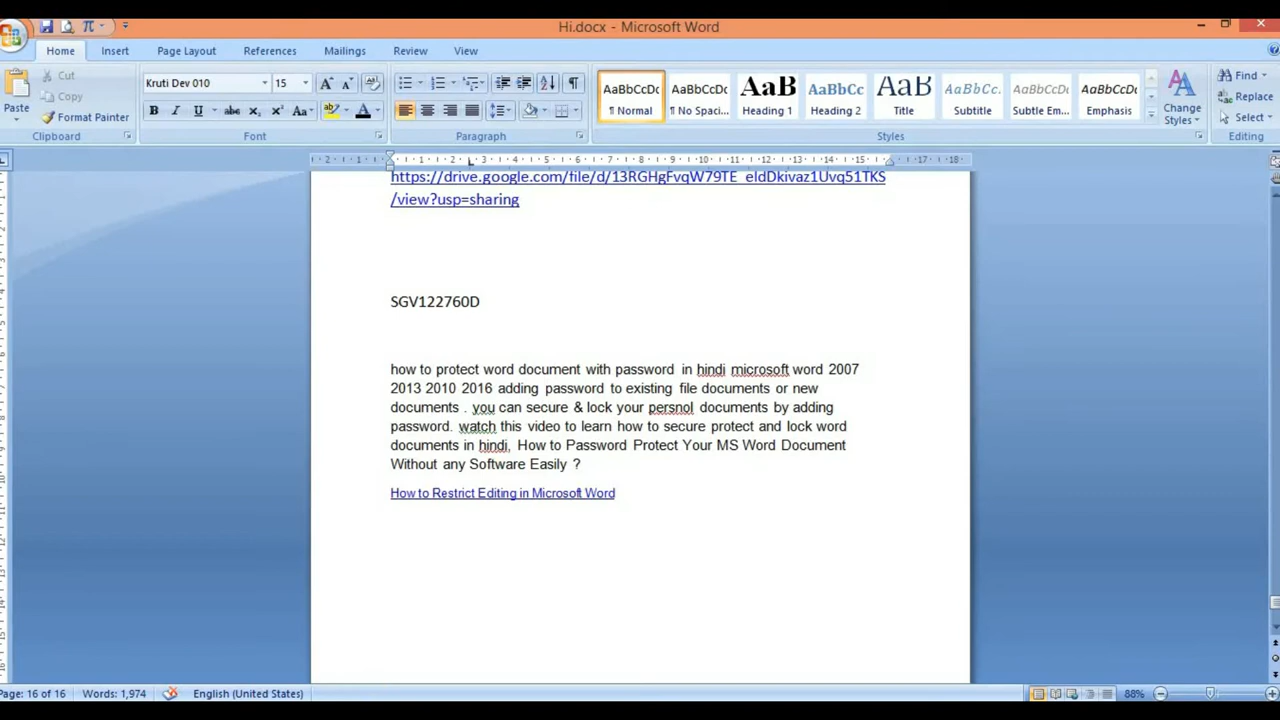 Hi.docx - Microsoft Word
Home Insert Page Layout References Mailings Review View
Paste
Cut
Copy
Format Painter
Clipboard
Kruti Dev 010 15
Font
Paragraph
AaBbCcDc AaBbCcDc AaB AaBbCc AaB AaBbCc. AaBbCcDc AaBbCcDc
¶ Normal ¶ No Spaci... Heading 1 Heading 2 Title Subtitle Subtle Em... Emphasis
Change Styles
Styles
Find
Replace
Select
Editing
https://drive.google.com/file/d/13RGHgFvqW79TE_eldDkivaz1Uvq51TKS
/view?usp=sharing
SGV122760D
how to protect word document with password in hindi microsoft word 2007
2013 2010 2016 adding password to existing file documents or new
documents . you can secure & lock your persnol documents by adding
password. watch this video to learn how to secure protect and lock word
documents in hindi, How to Password Protect Your MS Word Document
Without any Software Easily ?
How to Restrict Editing in Microsoft Word
Page: 16 of 16 Words: 1,974 English (United States) 88%